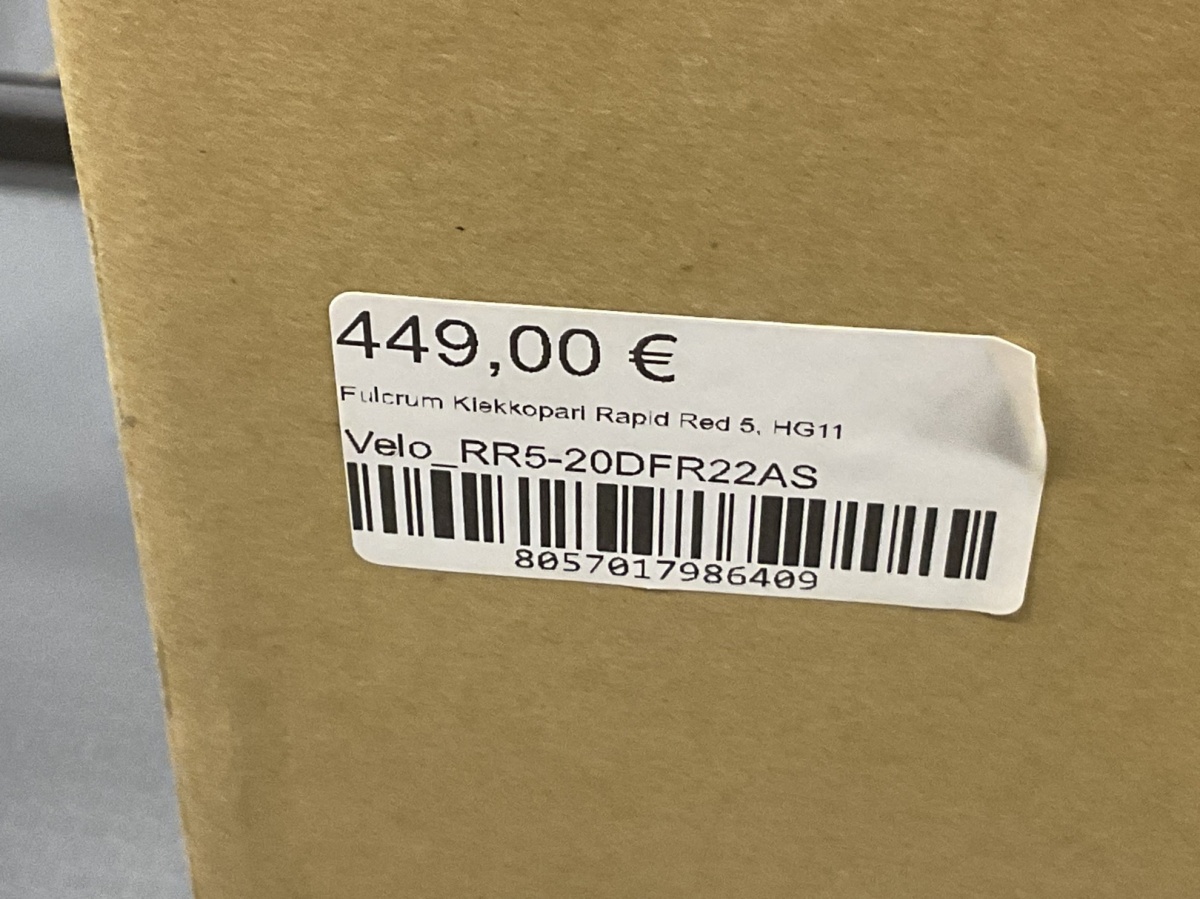 449,00 €
Fulcrum Kiekkopari Rapid Red 5, HG11
Velo_RR5-20DFR22AS
8057017986409